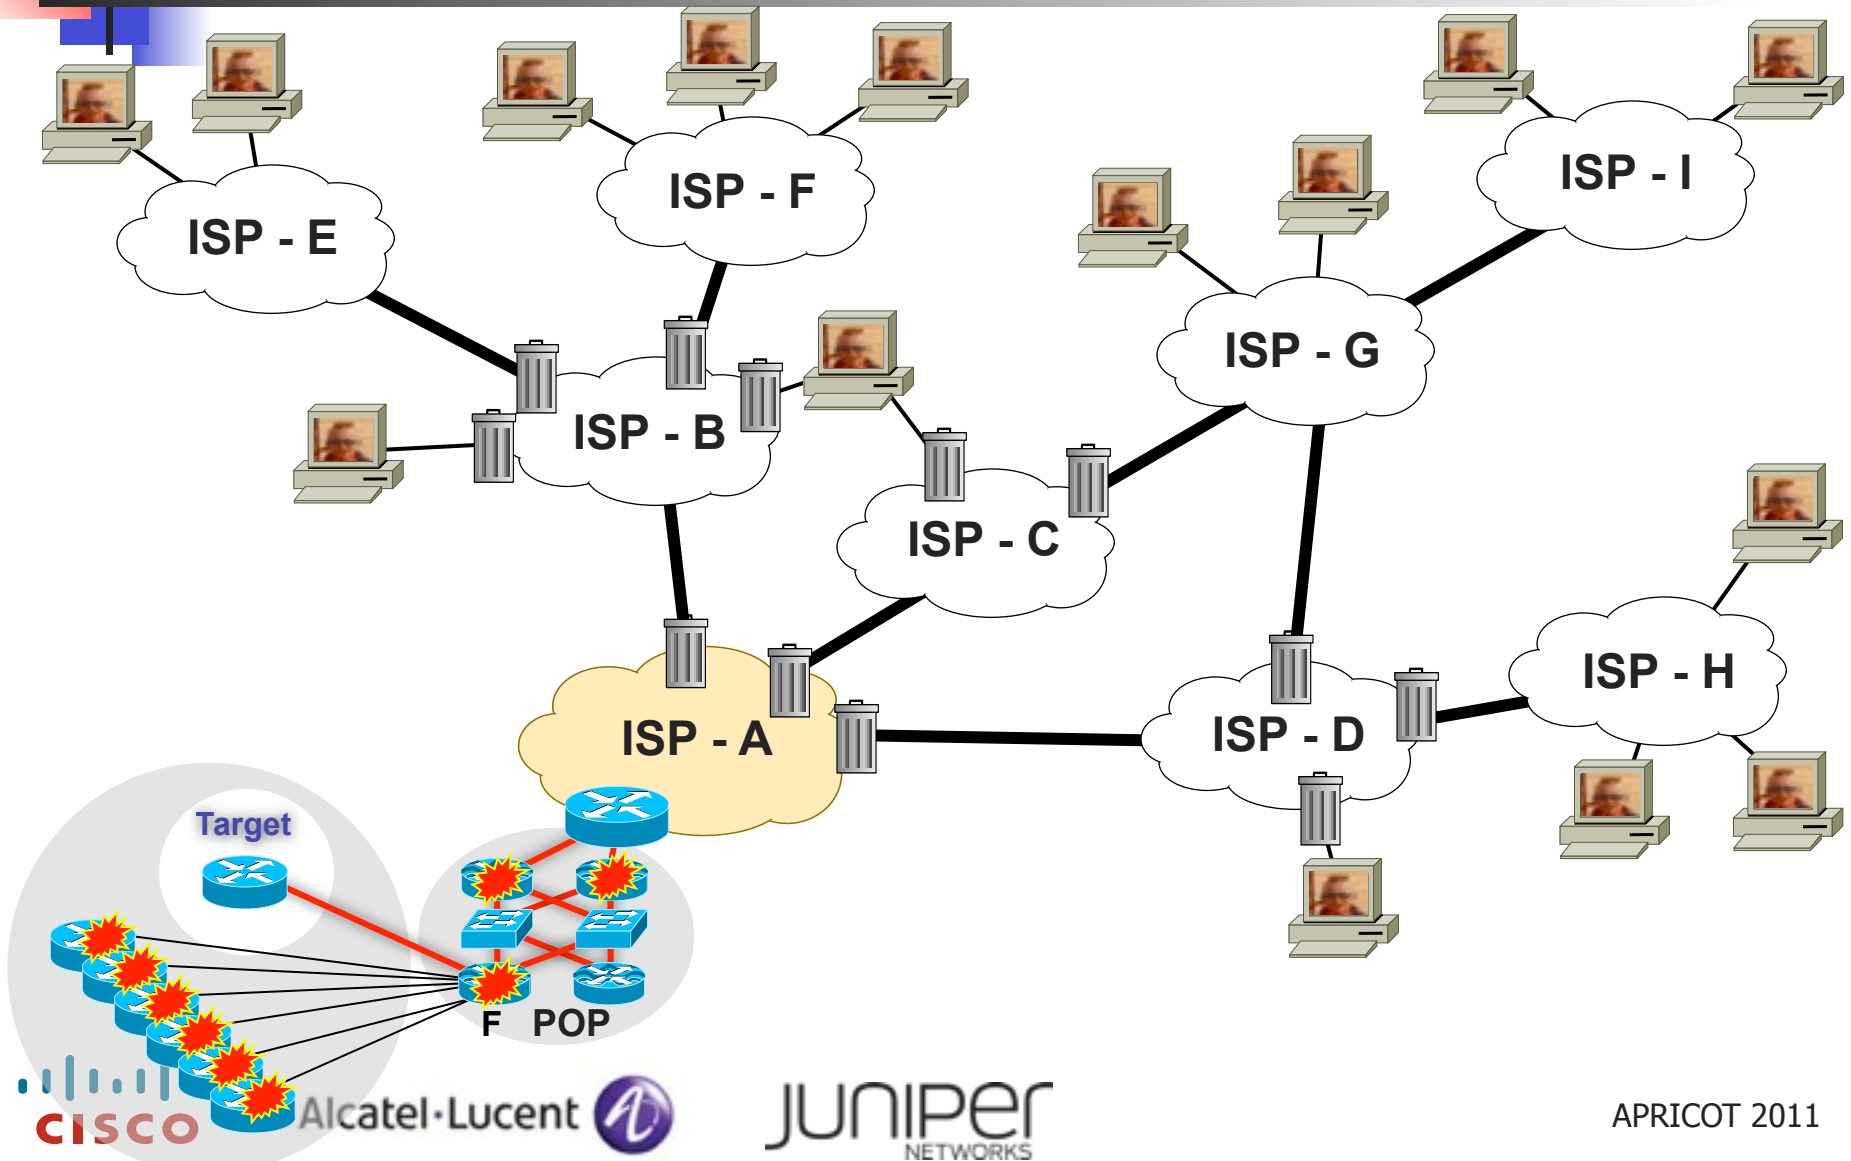 ISP - E
ISP - F
ISP - I
ISP - G
ISP - B
ISP - C
ISP - H
ISP - A
ISP - D
Target
F POP
CISCO
Alcatel·Lucent
JUNIPER
NETWORKS
APRICOT 2011